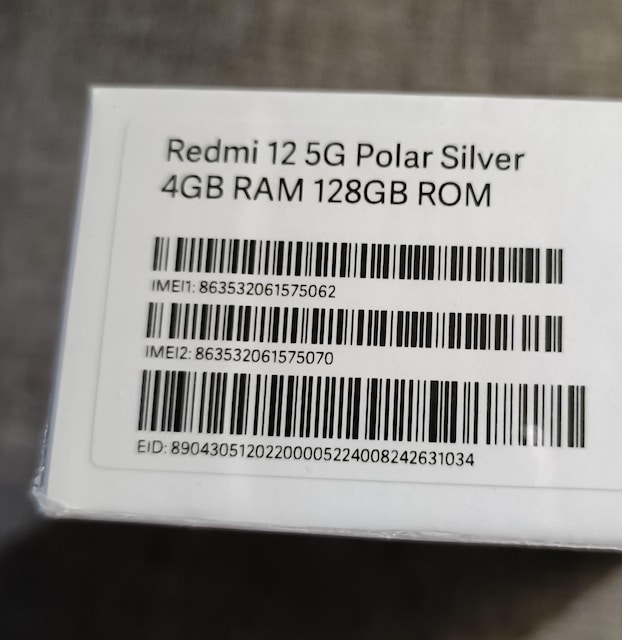 Redmi 12 5G Polar Silver
4GB RAM 128GB ROM
IMEI1: 863532061575062
IMEI2: 863532061575070
EID: 89043051202200005224008242631034